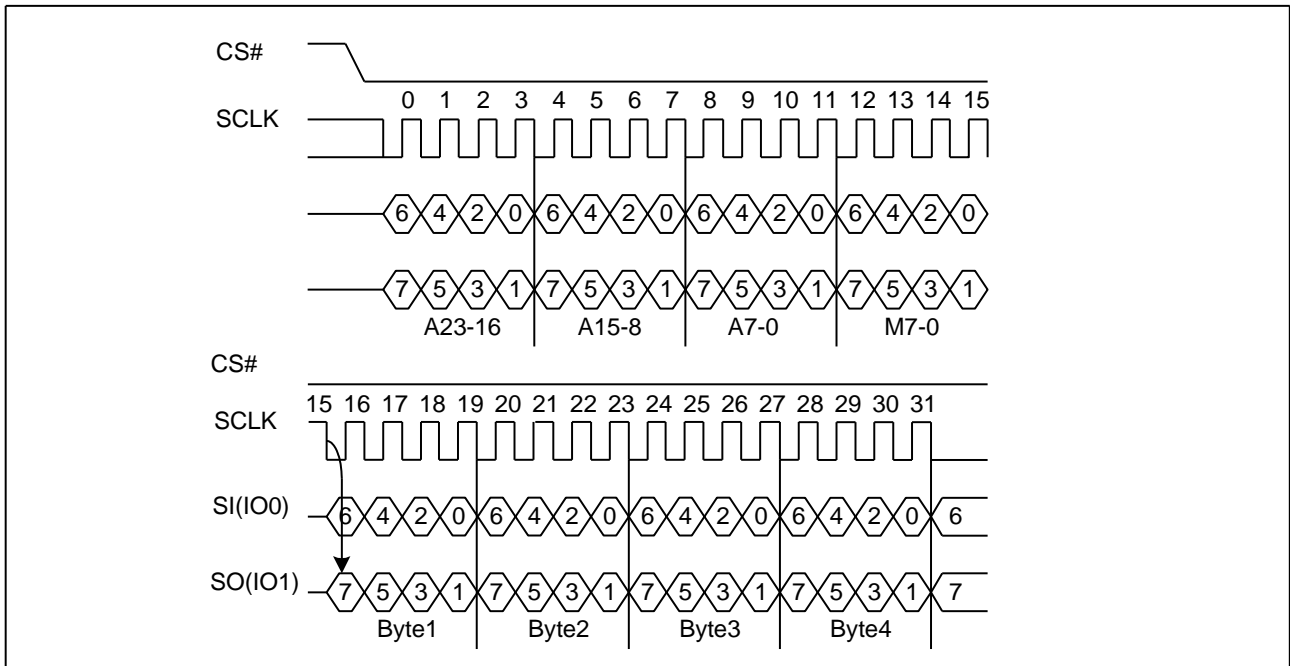 CS#
0 1 2 3 4 5 6 7 8 9 10 11 12 13 14 15
SCLK
6 4 2 0 6 4 2 0 6 4 2 0 6 4 2 0
7 5 3 1 7 5 3 1 7 5 3 1 7 5 3 1
A23-16 A15-8 A7-0 M7-0
CS#
15 16 17 18 19 20 21 22 23 24 25 26 27 28 29 30 31
SCLK
SI(IO0) 6 4 2 0 6 4 2 0 6 4 2 0 6 4 2 0 6
SO(IO1) 7 5 3 1 7 5 3 1 7 5 3 1 7 5 3 1 7
Byte1 Byte2 Byte3 Byte4